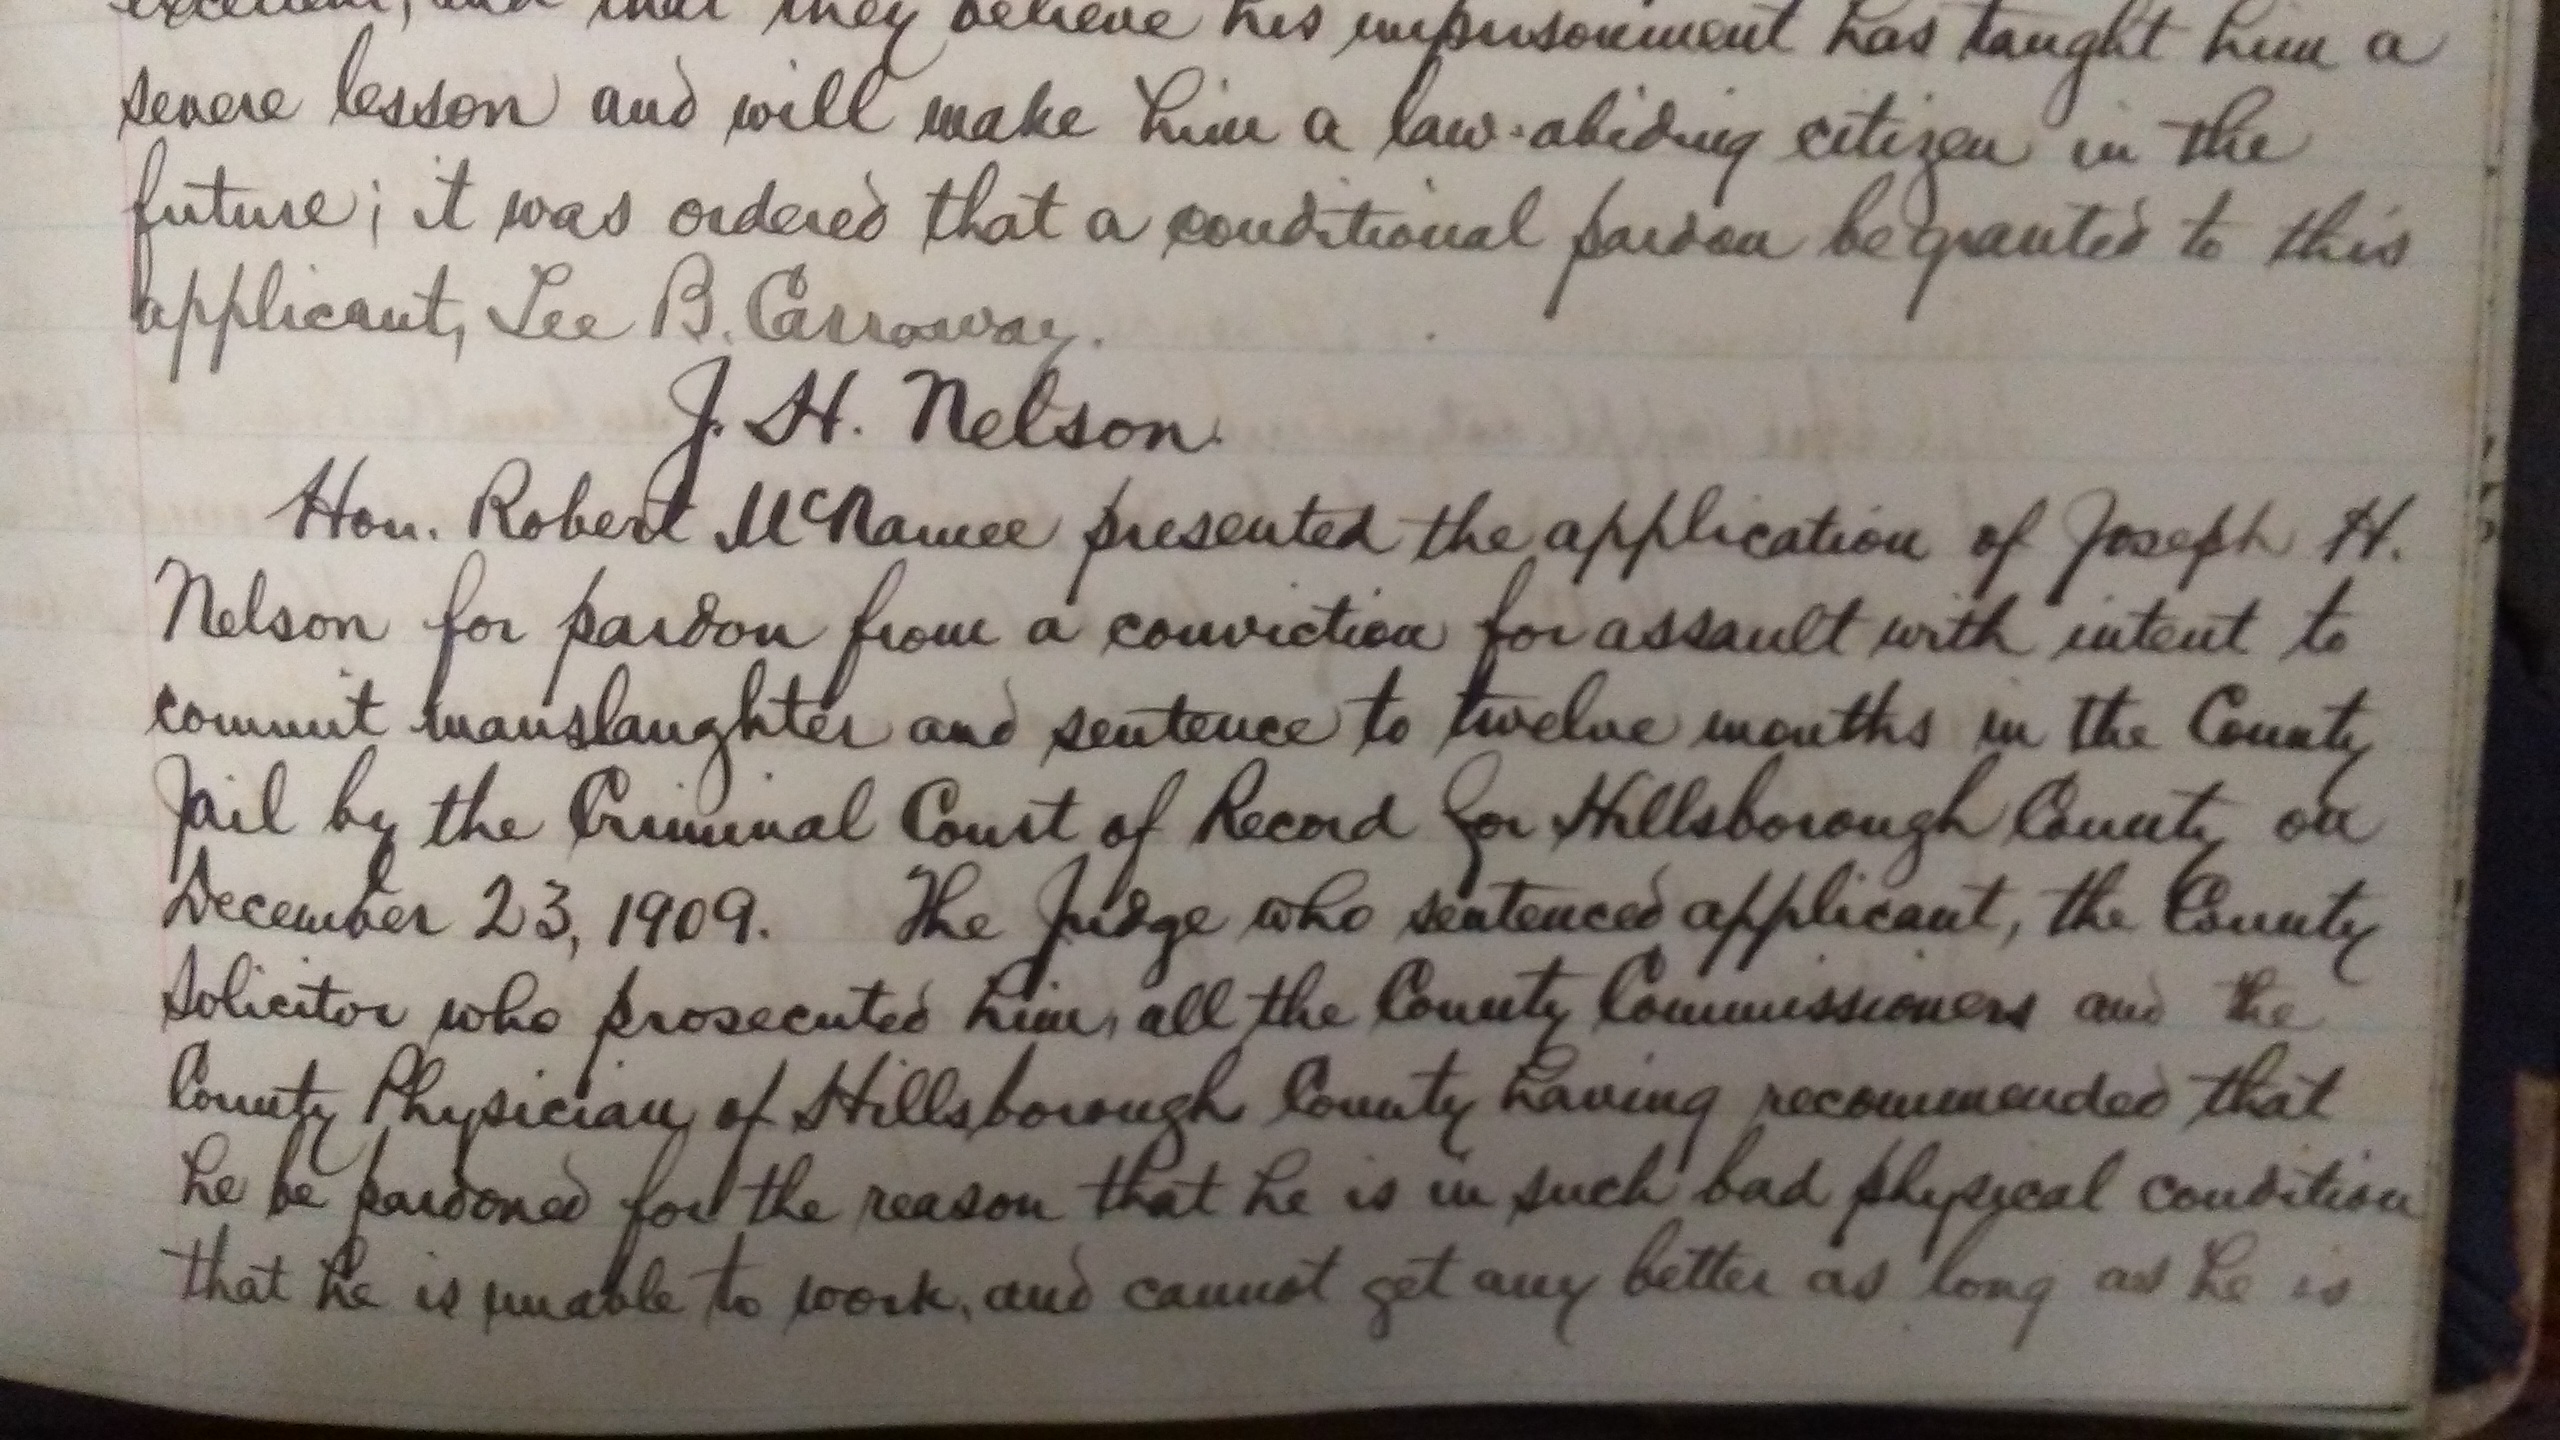 excellent, and that they believe his imprisonment has taught him a
severe lesson and will make him a law-abiding citizen in the
future; it was ordered that a conditional pardon be granted to this
applicant, Lee B. Carroway.
J. H. Nelson.
Hon. Robert McNamee presented the application of Joseph H.
Nelson for pardon from a conviction for assault with intent to
commit manslaughter and sentence to twelve months in the County
jail by the Criminal Court of Record for Hillsborough County on
December 23, 1909. The judge who sentenced applicant, the County
solicitor who prosecuted him, all the County Commissioners and the
County Physician of Hillsborough County having recommended that
he be pardoned for the reason that he is in such bad physical condition
that he is unable to work, and cannot get any better as long as he is